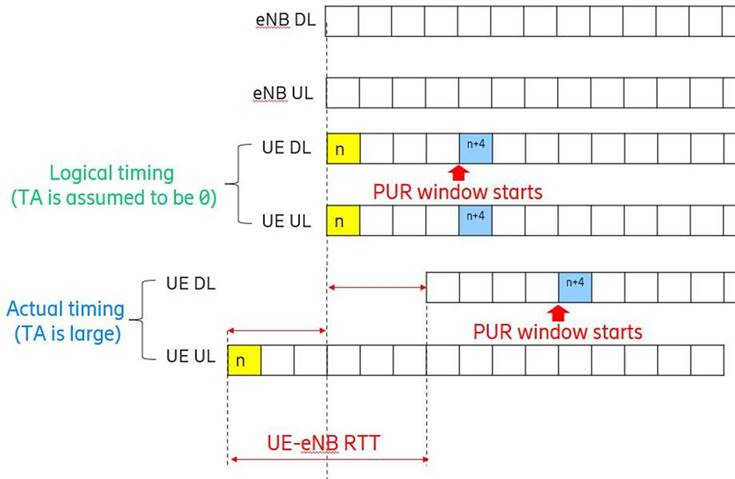 eNB DL
eNB UL
UE DL
n
n+4
Logical timing
(TA is assumed to be 0)
PUR window starts
UE UL
n
n+4
UE DL
n+4
Actual timing
(TA is large)
PUR window starts
UE UL
n
UE-eNB RTT